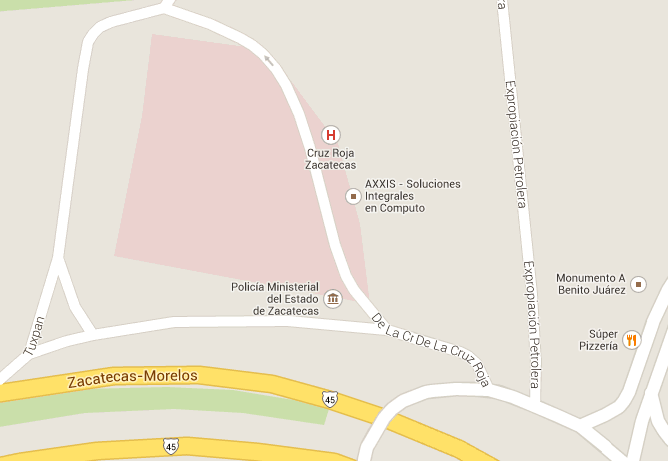 ra
Expropiación Petrolera
H
Cruz Roja
Zacatecas
AXXIS - Soluciones
Integrales
en Computo
Expropiación Petrolera
Monumento A
Benito Juárez
Policía Ministerial
del Estado
de Zacatecas
De La Cr
De La Cruz Roja
Súper
Pizzería
Tuxpan
Zacatecas-Morelos
45
45